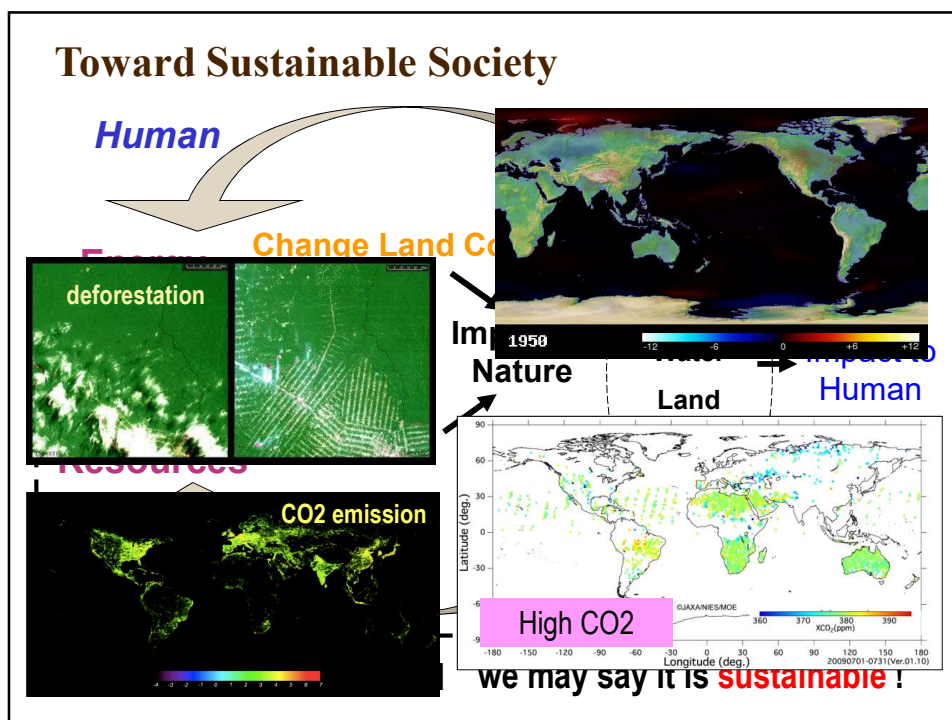 Toward Sustainable Society
Human
Energy
Change Land Co
deforestation
1950
-12 -6 0 +6 +12
Nature
Water
Land
Impact to
Human
Resources
CO2 emission
-4 -3 -2 -1 0 1 2 3 4 5 6 7
90
60
30
0
-30
-60
-90
Latitude (deg.)
©JAXA/NIES/MOE
360 370 380 390
XCO2(ppm)
High CO2
-180 -150 -120 -90 -60 -30 0 30 60 90 120 150 180
Longitude (deg.)
20090701-0731(Ver.01.10)
we may say it is sustainable !